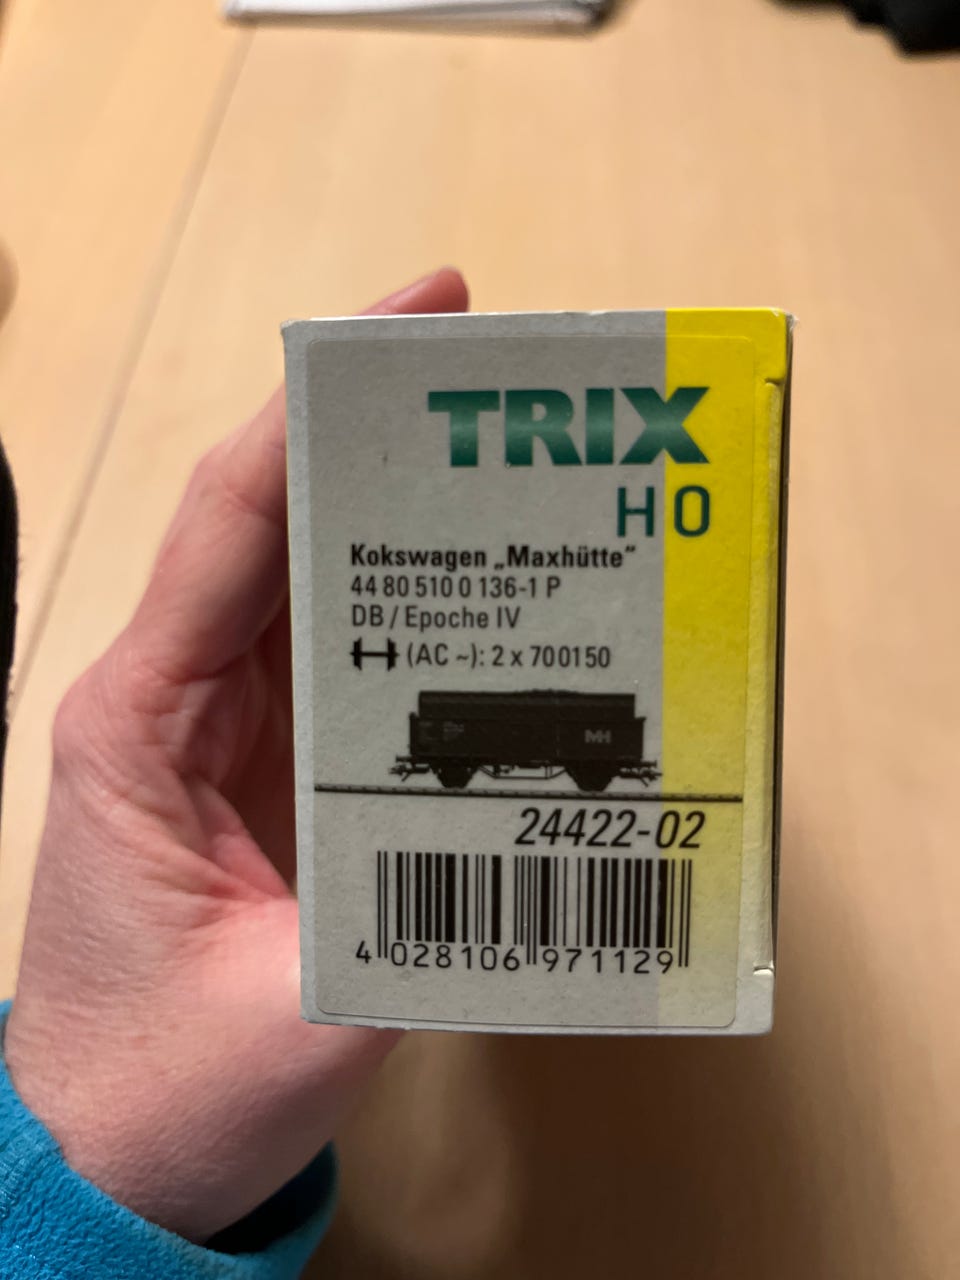 TRIX
H0
Kokswagen „Maxhütte”
44 80 510 0 136-1 P
DB / Epoche IV
(AC ~): 2 x 700150
MH
24422-02
4 028106 971129